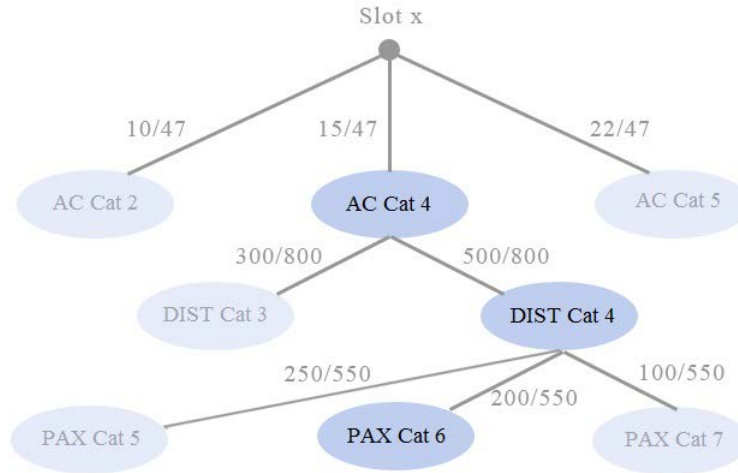 Slot x
10/47
15/47
22/47
AC Cat 2
AC Cat 4
AC Cat 5
300/800
500/800
DIST Cat 3
DIST Cat 4
250/550
200/550
100/550
PAX Cat 5
PAX Cat 6
PAX Cat 7